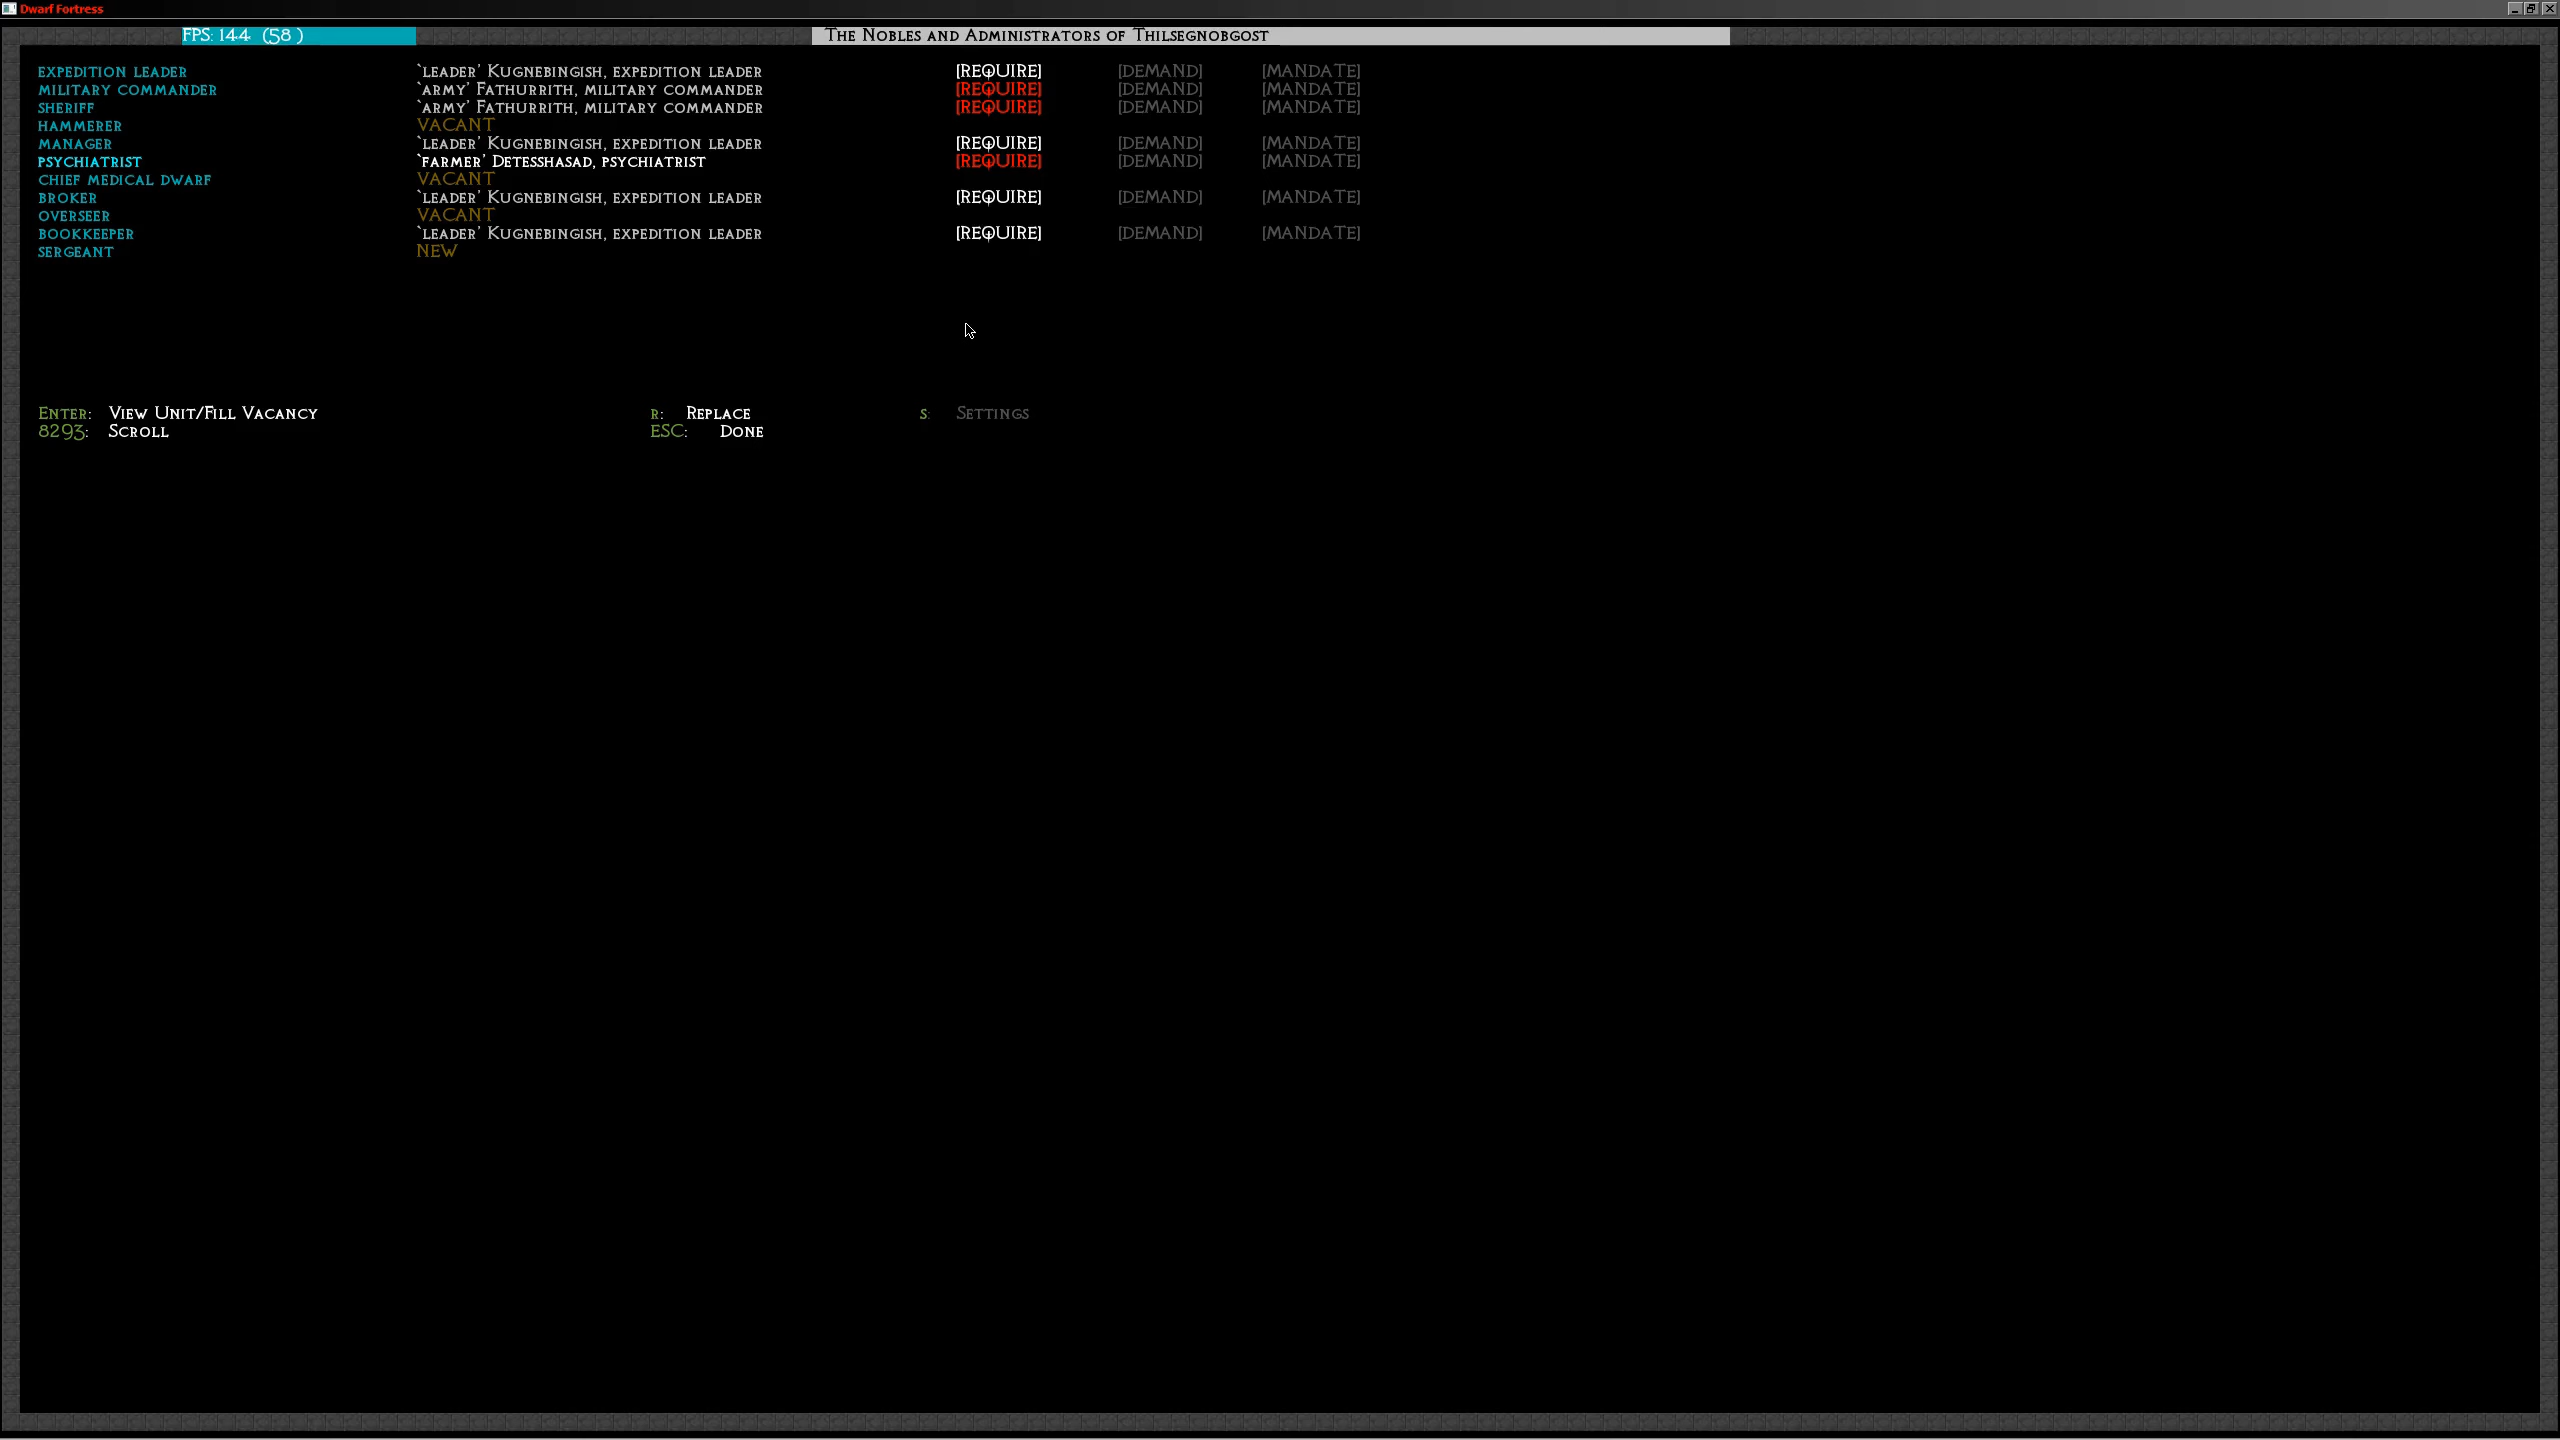 Dwarf Fortress
FPS: 144 (58 ) The Nobles and Administrators of Thilsegnobgost
expedition leader `leader' Kugnebingish, expedition leader [REQUIRE] [DEMAND] [MANDATE]
military commander `army' Fathurrith, military commander [REQUIRE] [DEMAND] [MANDATE]
sheriff `army' Fathurrith, military commander [REQUIRE] [DEMAND] [MANDATE]
hammerer VACANT
manager `leader' Kugnebingish, expedition leader [REQUIRE] [DEMAND] [MANDATE]
psychiatrist `farmer' Detesshasad, psychiatrist [REQUIRE] [DEMAND] [MANDATE]
chief medical dwarf VACANT
broker `leader' Kugnebingish, expedition leader [REQUIRE] [DEMAND] [MANDATE]
overseer VACANT
bookkeeper `leader' Kugnebingish, expedition leader [REQUIRE] [DEMAND] [MANDATE]
sergeant NEW
Enter: View Unit/Fill Vacancy r: Replace s: Settings
8293: Scroll ESC: Done